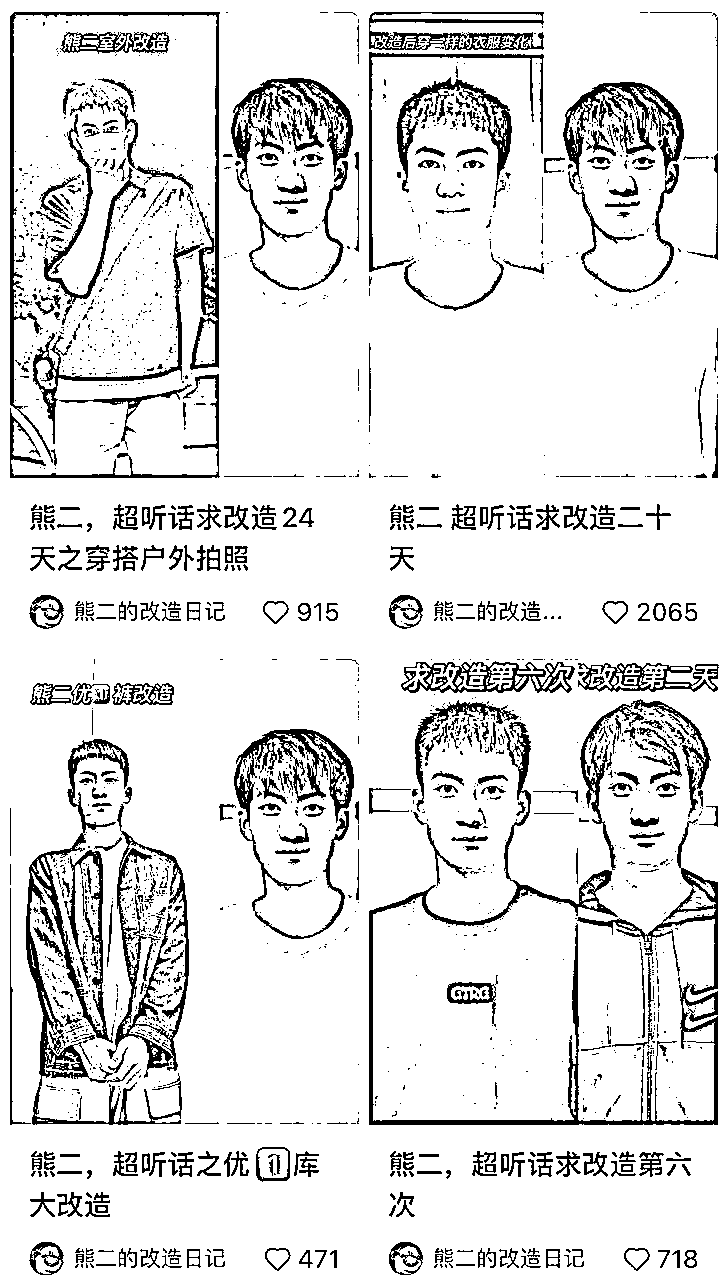 熊二室外改造
改造后穿一样的衣服变化
熊二，超听话求改造24
天之穿搭户外拍照
熊二的改造日记 915
熊二 超听话求改造二十
天
熊二的改造... 2065
熊二优 裤改造
求改造第六次
求改造第二天
GTRG
熊二，超听话之优 库
大改造
熊二的改造日记 471
熊二，超听话求改造第六
次
熊二的改造日记 718